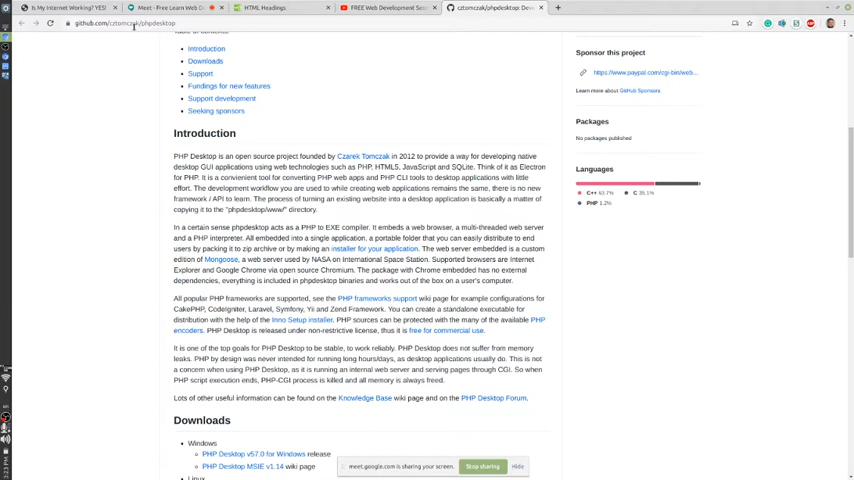 Is My Internet Working? YES!
Meet - Free Learn Web De
HTML Headings
FREE Web Development Se
cztomczak/phpdesktop: Dev
github.com/cztomczak/phpdesktop
Introduction
Downloads
Support
Fundings for new features
Support development
Seeking sponsors
Introduction
PHP Desktop is an open source project founded by Czarek Tomczak in 2012 to provide a way for developing native
desktop GUI applications using web technologies such as PHP, HTML5, JavaScript and SQLite. Think of it as Electron
for PHP. It is a convienient tool for converting PHP web apps and PHP CLI tools to desktop applications with little
effort. The development workflow you are used to while creating web applications remains the same, there is no new
framework / API to learn. The process of turning an existing website into a desktop application is basically a matter of
copying it to the "phpdesktop/www/" directory.
In a certain sense phpdesktop acts as a PHP to EXE compiler. It embeds a web browser, a multi-threaded web server
and a PHP interpreter. All embedded into a single application, a portable folder that you can easily distribute to end
users by packing it to zip archive or by making an installer for your application. The web server embedded is a custom
edition of Mongoose, a web server used by NASA on International Space Station. Supported browsers are Internet
Explorer and Google Chrome via open source Chromium. The package with Chrome embedded has no external
dependencies, everything is included in phpdesktop binaries and works out of the box on a user's computer.
All popular PHP frameworks are supported, see the PHP frameworks support wiki page for example configurations for
CakePHP, CodeIgniter, Laravel, Symfony, Yii and Zend Framework. You can create a standalone executable for
distribution with the help of the Inno Setup installer. PHP sources can be protected with the many of the available PHP
encoders. PHP Desktop is released under non-restrictive license, thus it is free for commercial use.
It is one of the top goals for PHP Desktop to be stable, to work reliably. PHP Desktop does not suffer from memory
leaks. PHP by design was never intended for running long hours/days, as desktop applications usually do. This is not
a concern when using PHP Desktop, as it is running an internal web server and serving pages through CGI. So when
PHP script execution ends, PHP-CGI process is killed and all memory is always freed.
Lots of other useful information can be found on the Knowledge Base wiki page and on the PHP Desktop Forum.
Downloads
Windows
PHP Desktop v57.0 for Windows release
PHP Desktop MSIE v1.14 wiki page
Linux
Sponsor this project
https://www.paypal.com/cgi-bin/web...
Learn more about GitHub Sponsors
Packages
No packages published
Languages
C++ 63.7% C 35.1%
PHP 1.2%
meet.google.com is sharing your screen. Stop sharing Hide